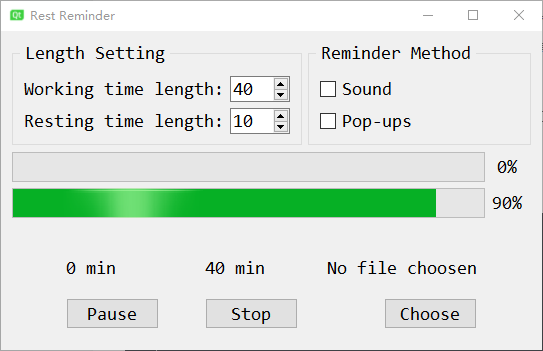 Qt Rest Reminder
Length Setting
Reminder Method
Working time length: 40
Sound
Resting time length: 10
Pop-ups
0%
90%
0 min 40 min No file choosen
Pause Stop Choose